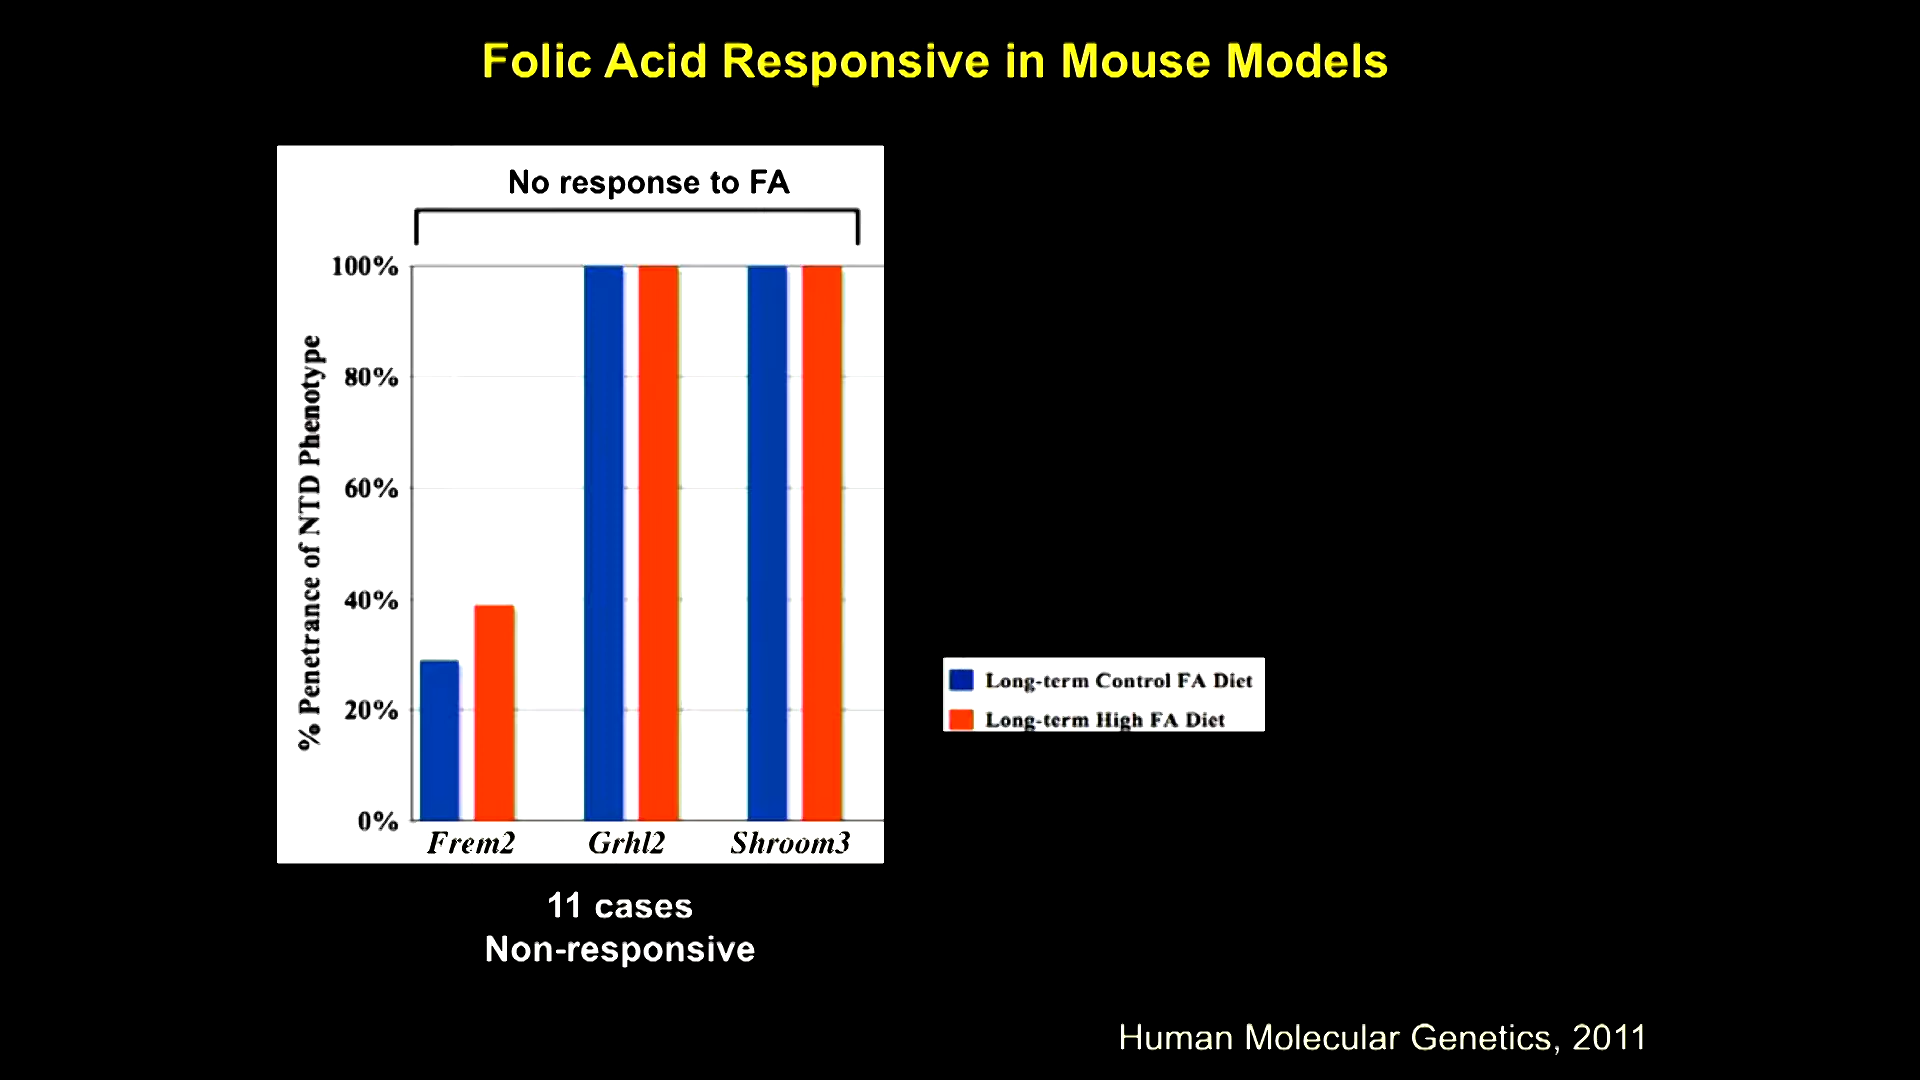 Folic Acid Responsive in Mouse Models
No response to FA
% Penetrance of NTD Phenotype
100%
80%
60%
40%
20%
0%
Frem2 Grhl2 Shroom3
Long-term Control FA Diet
Long-term High FA Diet
11 cases
Non-responsive
Human Molecular Genetics, 2011